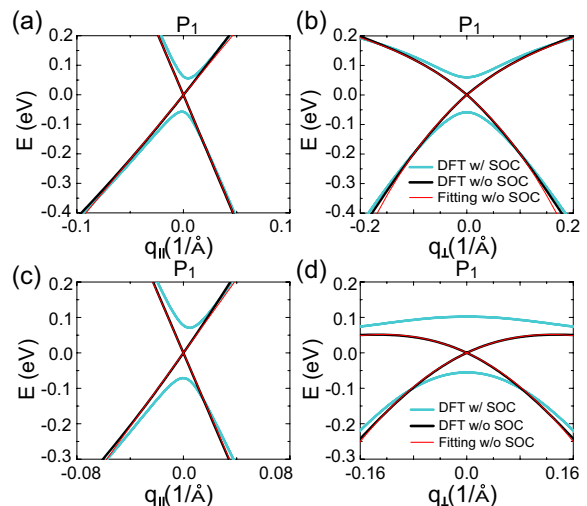 (a)
P₁
0.2
0.1
0.0
-0.1
-0.2
-0.3
-0.4
E (eV)
-0.1 0.0 0.1
q∥(1/Å)
(b)
P₁
0.2
0.1
0.0
-0.1
-0.2
-0.3
-0.4
E (eV)
DFT w/ SOC
DFT w/o SOC
Fitting w/o SOC
-0.2 0.0 0.2
q⊥(1/Å)
(c)
P₁
0.2
0.1
0.0
-0.1
-0.2
-0.3
E (eV)
-0.08 0.0 0.08
q∥(1/Å)
(d)
P₁
0.2
0.1
0.0
-0.1
-0.2
-0.3
E (eV)
DFT w/ SOC
DFT w/o SOC
Fitting w/o SOC
-0.16 0.0 0.16
q⊥(1/Å)